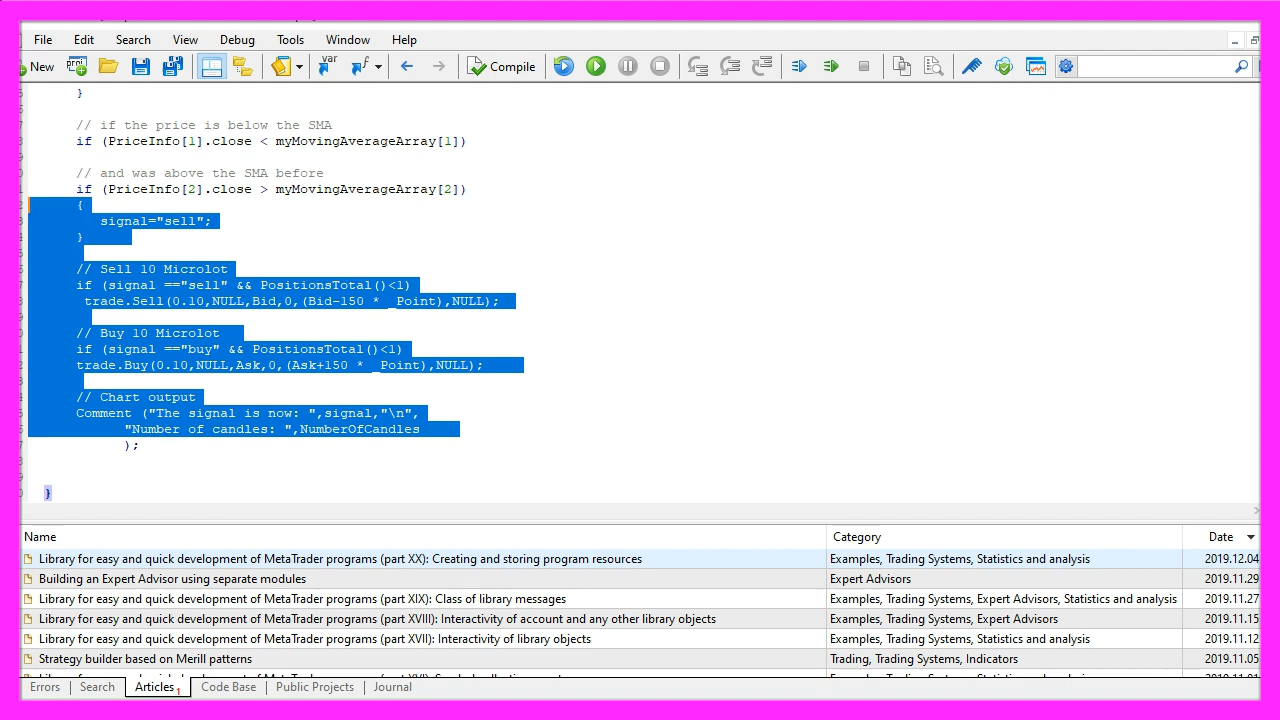 File Edit Search View Debug Tools Window Help
New Compile
}
// if the price is below the SMA
if (PriceInfo[1].close < myMovingAverageArray[1])
// and was above the SMA before
if (PriceInfo[2].close > myMovingAverageArray[2])
{
signal="sell";
}
// Sell 10 Microlot
if (signal =="sell" && PositionsTotal()<1)
trade.Sell(0.10,NULL,Bid,0,(Bid-150 * _Point),NULL);
// Buy 10 Microlot
if (signal =="buy" && PositionsTotal()<1)
trade.Buy(0.10,NULL,Ask,0,(Ask+150 * _Point),NULL);
// Chart output
Comment ("The signal is now: ",signal,"\n",
"Number of candles: ",NumberOfCandles
);
}
Name Category Date
Library for easy and quick development of MetaTrader programs (part XX): Creating and storing program resources Examples, Trading Systems, Statistics and analysis 2019.12.04
Building an Expert Advisor using separate modules Expert Advisors 2019.11.29
Library for easy and quick development of MetaTrader programs (part XIX): Class of library messages Examples, Trading Systems, Expert Advisors, Statistics and analysis 2019.11.27
Library for easy and quick development of MetaTrader programs (part XVIII): Interactivity of account and any other library objects Examples, Trading Systems, Expert Advisors 2019.11.15
Library for easy and quick development of MetaTrader programs (part XVII): Interactivity of library objects Examples, Trading Systems, Statistics and analysis 2019.11.12
Strategy builder based on Merill patterns Trading, Trading Systems, Indicators 2019.11.05
Errors Search Articles 1 Code Base Public Projects Journal